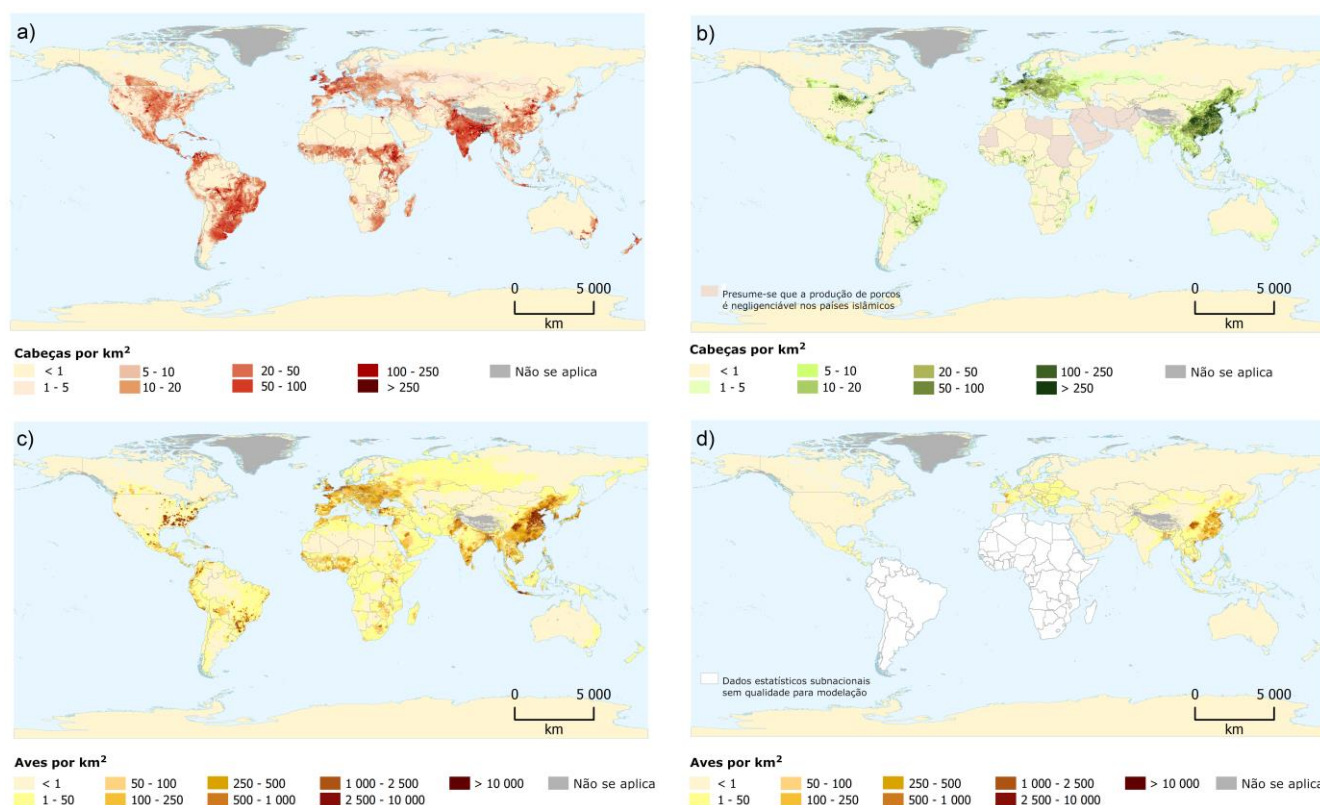 a)
0 5 000
km
Cabeças por km²
< 1 5 - 10 20 - 50 100 - 250 Não se aplica
1 - 5 10 - 20 50 - 100 > 250
b)
Presume-se que a produção de porcos
é negligenciável nos países islâmicos
0 5 000
km
Cabeças por km²
< 1 5 - 10 20 - 50 100 - 250 Não se aplica
1 - 5 10 - 20 50 - 100 > 250
c)
0 5 000
km
Aves por km²
< 1 50 - 100 250 - 500 1 000 - 2 500 > 10 000 Não se aplica
1 - 50 100 - 250 500 - 1 000 2 500 - 10 000
d)
Dados estatísticos subnacionais
sem qualidade para modelação
0 5 000
km
Aves por km²
< 1 50 - 100 250 - 500 1 000 - 2 500 > 10 000 Não se aplica
1 - 50 100 - 250 500 - 1 000 2 500 - 10 000